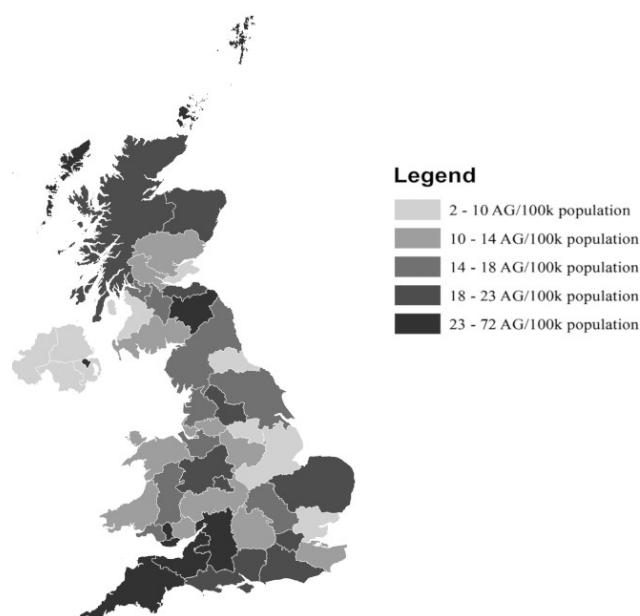 Legend
2 - 10 AG/100k population
10 - 14 AG/100k population
14 - 18 AG/100k population
18 - 23 AG/100k population
23 - 72 AG/100k population